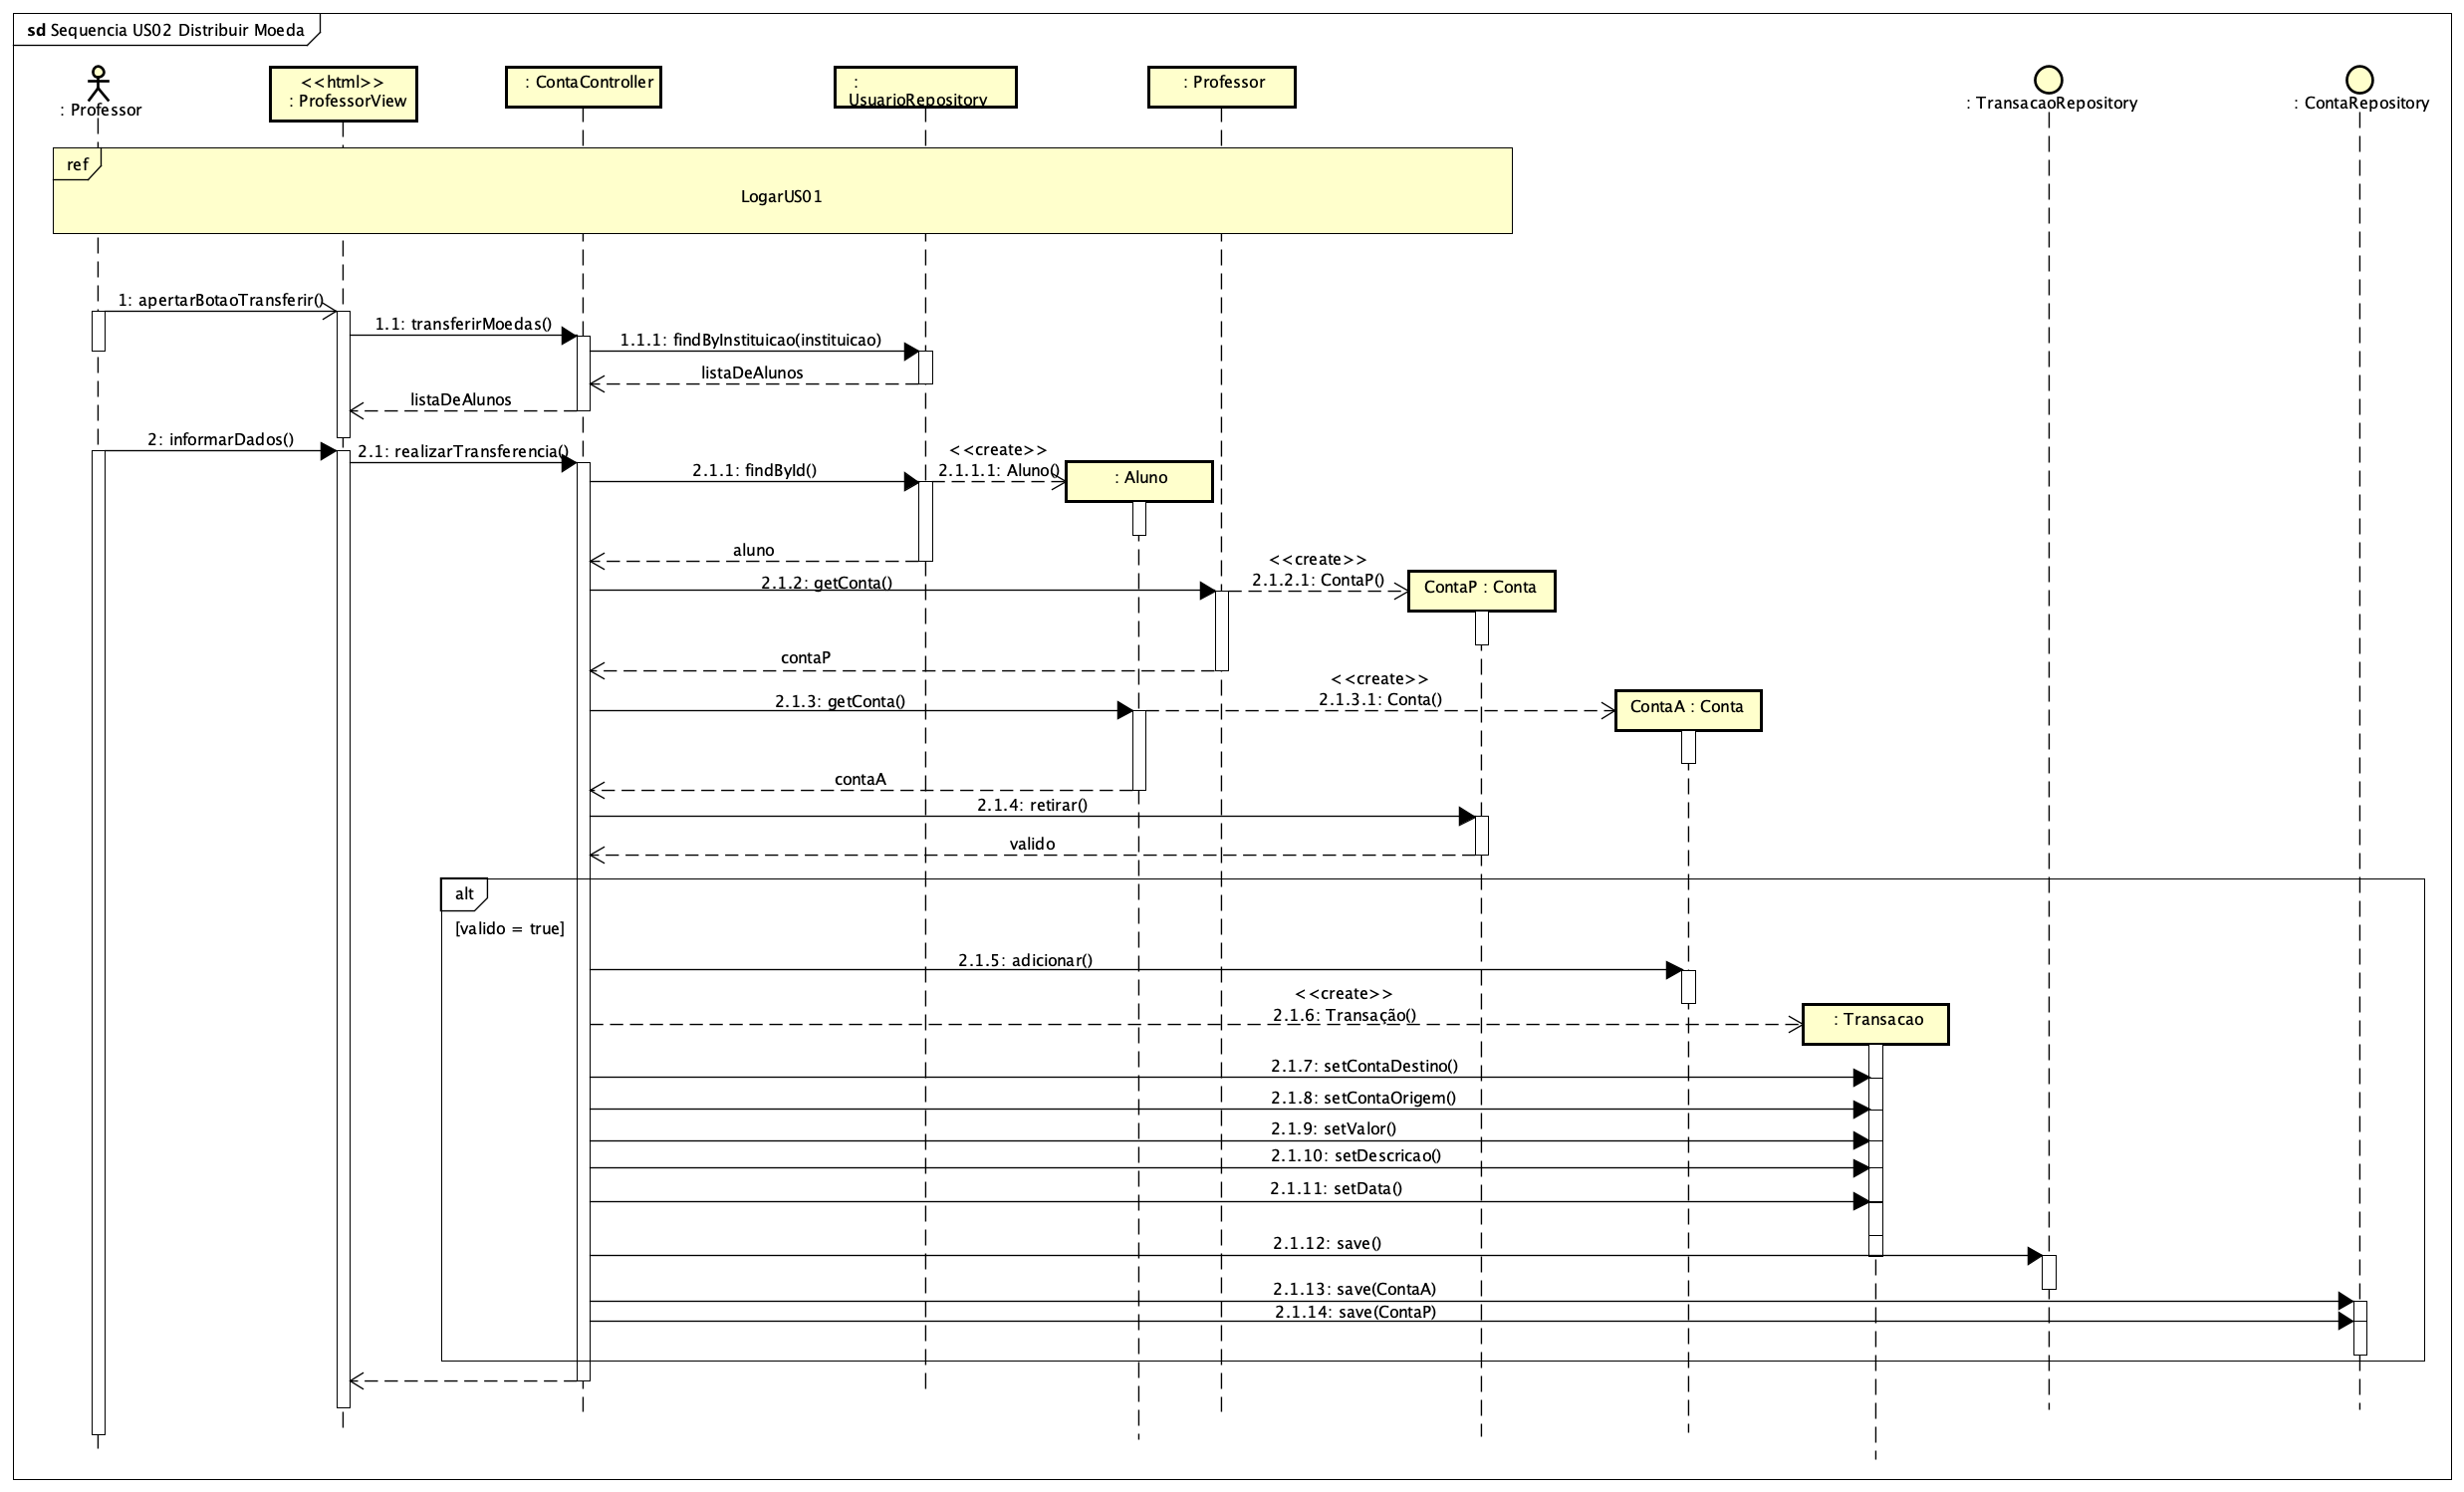 sd Sequencia US02 Distribuir Moeda
: Professor
<<html>>
: ProfessorView
: ContaController
:
UsuarioRepository
: Professor
: TransacaoRepository
: ContaRepository
ref
LogarUS01
1: apertarBotaoTransferir()
1.1: transferirMoedas()
1.1.1: findByInstituicao(instituicao)
listaDeAlunos
listaDeAlunos
2: informarDados()
2.1: realizarTransferencia()
<<create>>
2.1.1: findById()
2.1.1.1: Aluno()
: Aluno
aluno
<<create>>
2.1.2: getConta()
2.1.2.1: ContaP()
ContaP : Conta
contaP
<<create>>
2.1.3: getConta()
2.1.3.1: Conta()
ContaA : Conta
contaA
2.1.4: retirar()
valido
alt
[valido = true]
2.1.5: adicionar()
<<create>>
2.1.6: Transação()
: Transacao
2.1.7: setContaDestino()
2.1.8: setContaOrigem()
2.1.9: setValor()
2.1.10: setDescricao()
2.1.11: setData()
2.1.12: save()
2.1.13: save(ContaA)
2.1.14: save(ContaP)